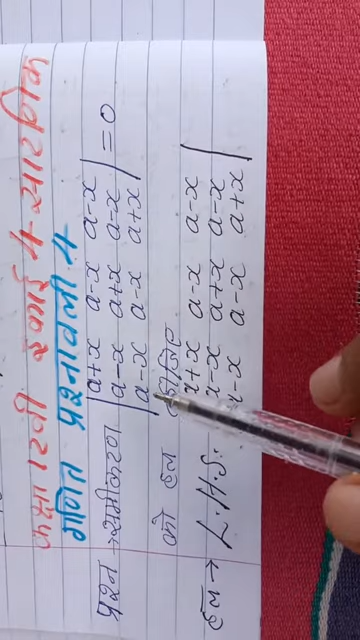 कक्षा 12वीं इकाई 4 सारणिक
गणित प्रश्नावली 4
प्रश्न → समीकरण |a+x a-x a-x|
|a-x a+x a-x| = 0
|a-x a-x a+x|
को हल कीजिए
हल → L.H.S. x+x a-x a-x|
x-x a+x a-x|
x-x a-x a+x|